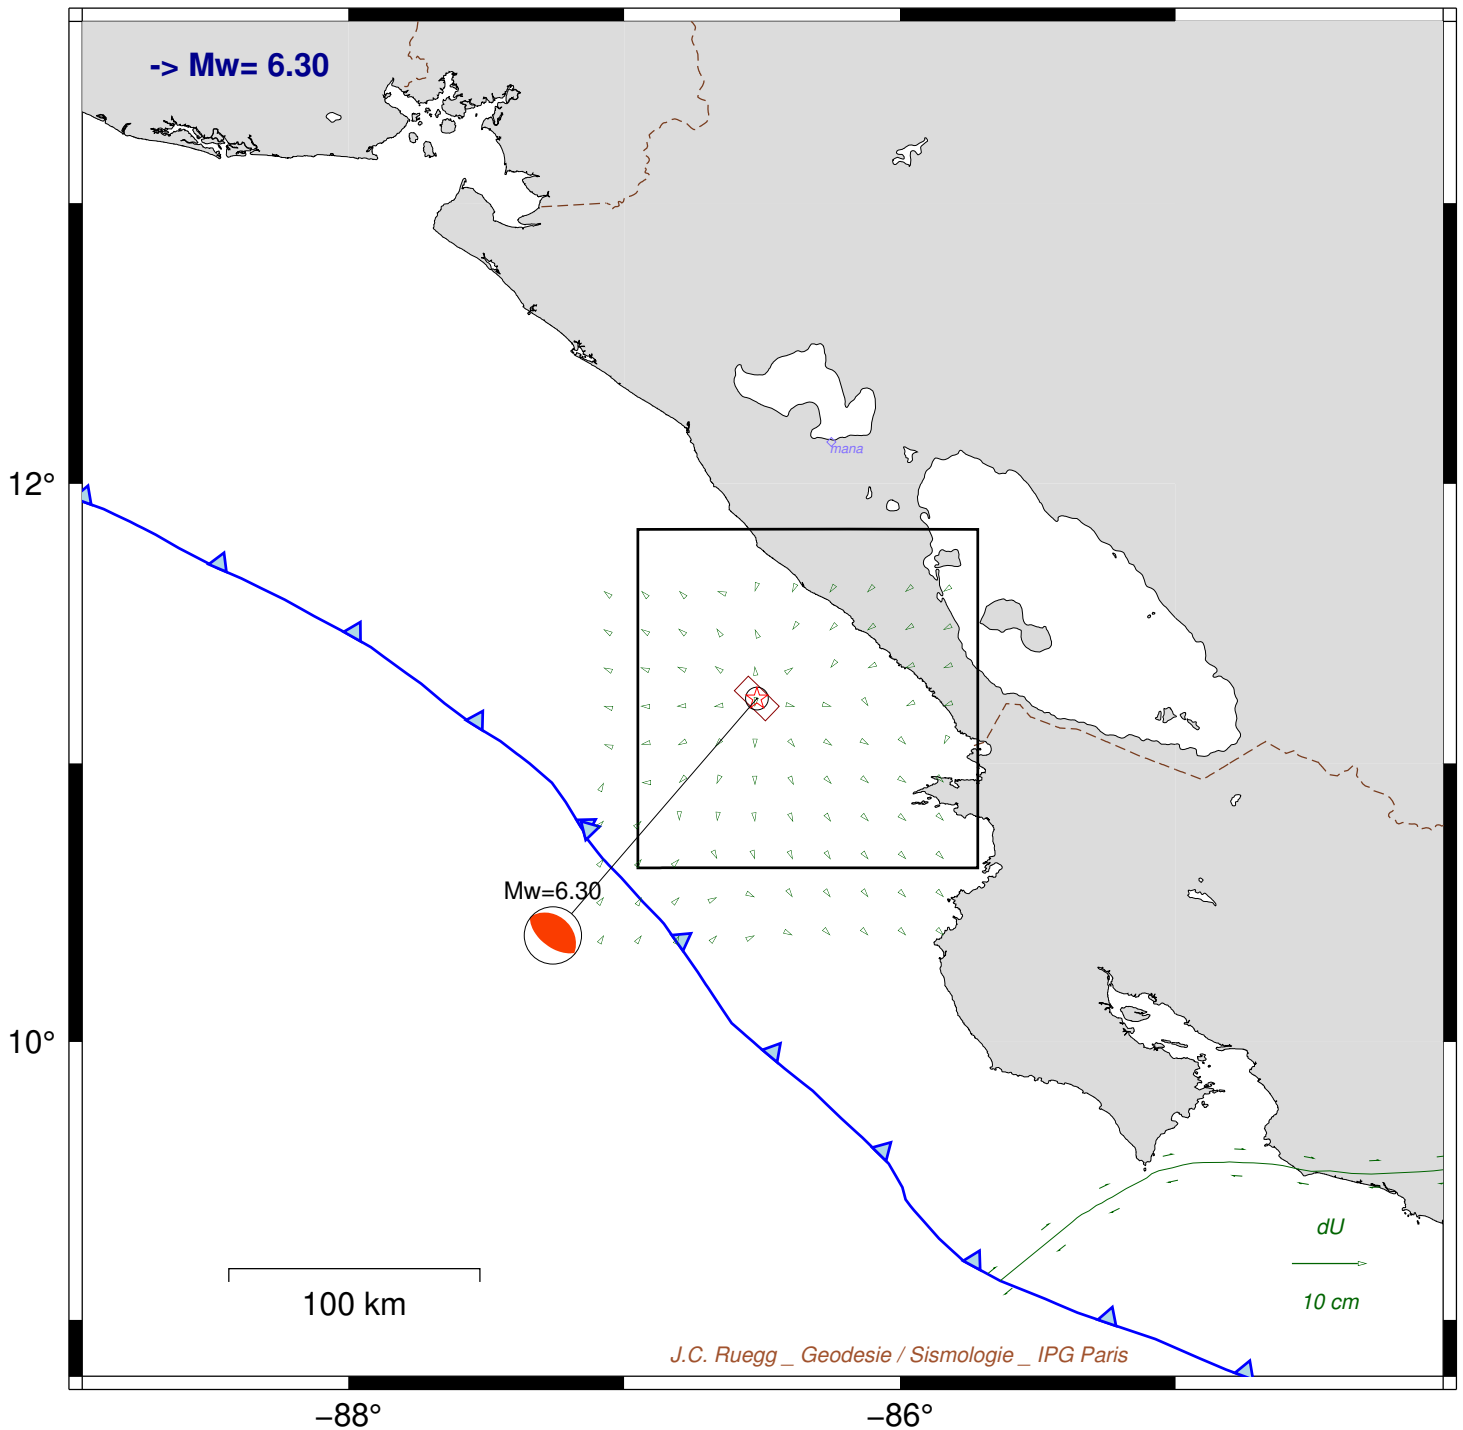 -> Mw= 6.30
mana
12°
Mw=6.30
10°
dU
10 cm
100 km
J.C. Ruegg _ Geodesie / Sismologie _ IPG Paris
−88°
−86°